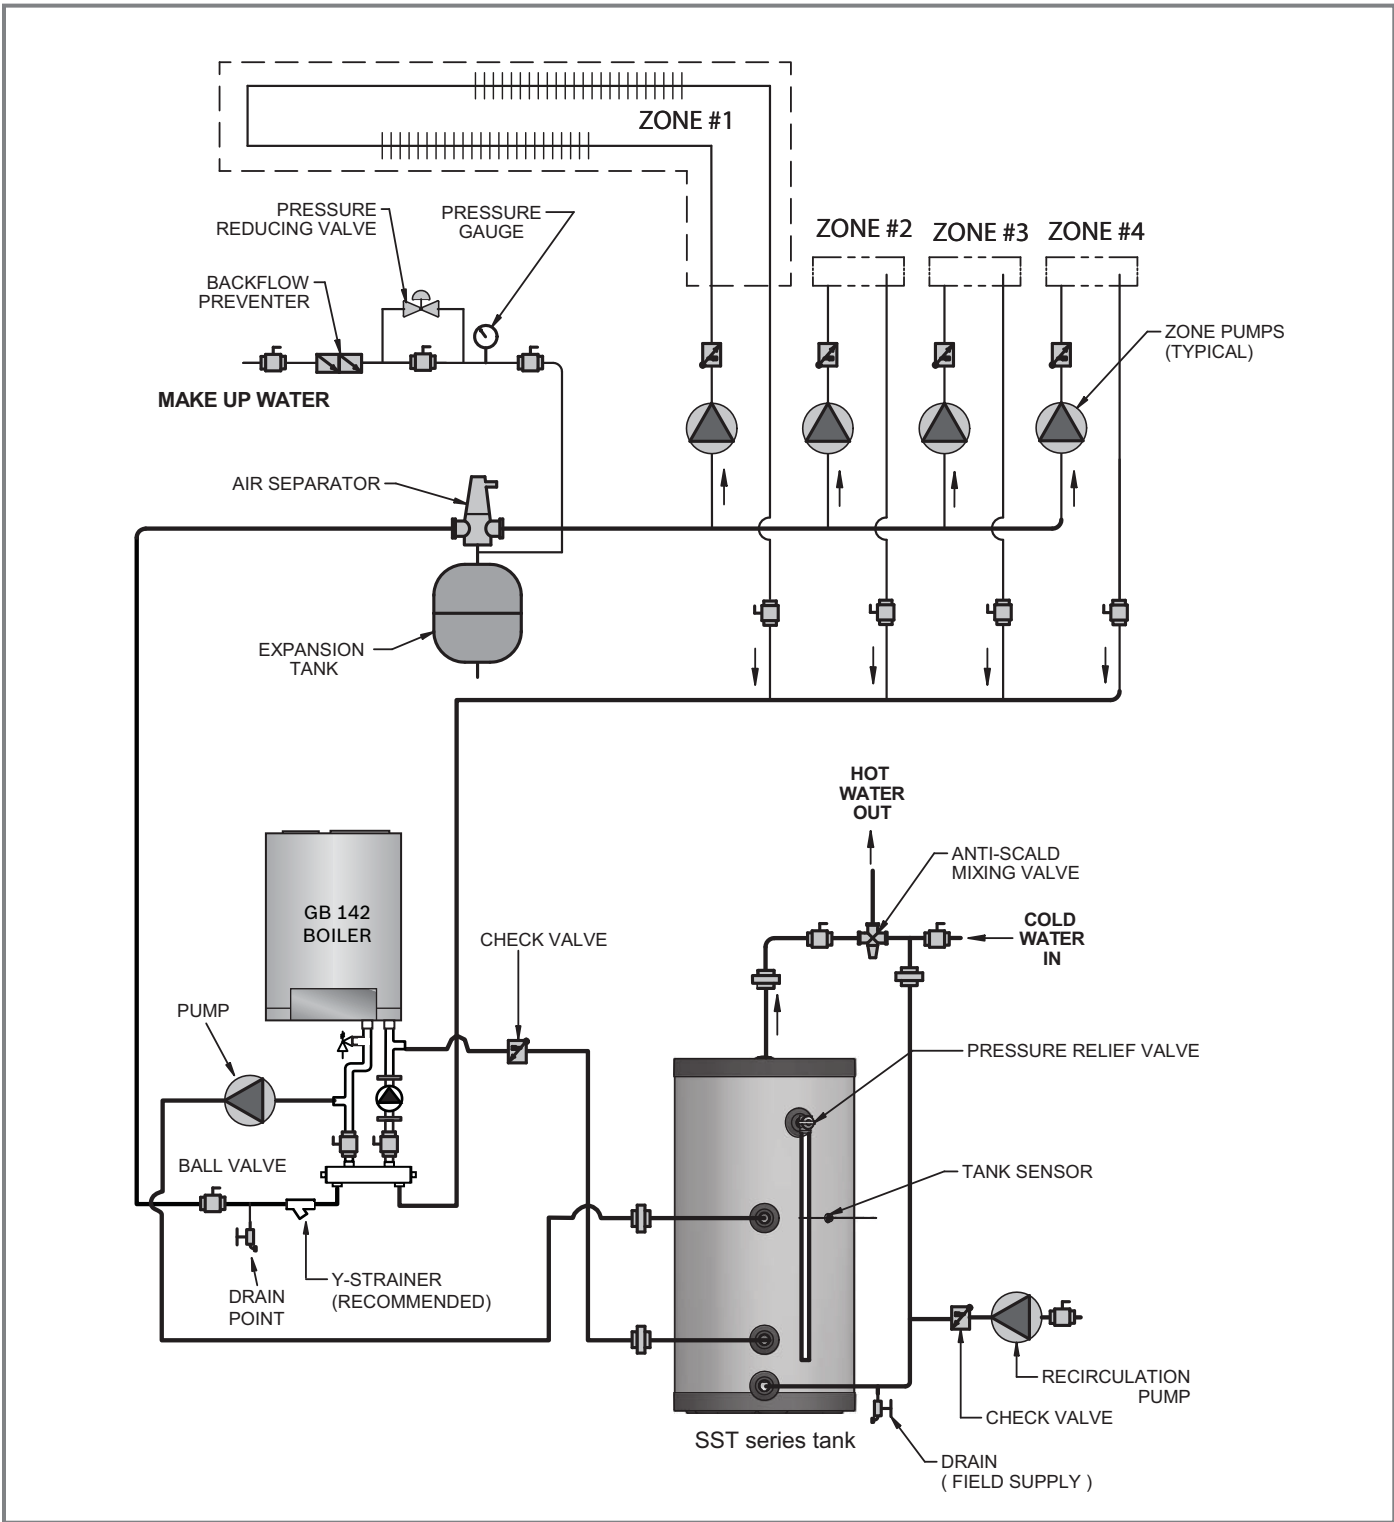 ZONE #1
PRESSURE
REDUCING VALVE
PRESSURE
GAUGE
ZONE #2
ZONE #3
ZONE #4
BACKFLOW
PREVENTER
ZONE PUMPS
(TYPICAL)
MAKE UP WATER
AIR SEPARATOR
EXPANSION
TANK
HOT
WATER
OUT
ANTI-SCALD
MIXING VALVE
GB 142
BOILER
CHECK VALVE
COLD
WATER
IN
PUMP
PRESSURE RELIEF VALVE
BALL VALVE
TANK SENSOR
Y-STRAINER
(RECOMMENDED)
DRAIN
POINT
RECIRCULATION
PUMP
CHECK VALVE
SST series tank
DRAIN
( FIELD SUPPLY )